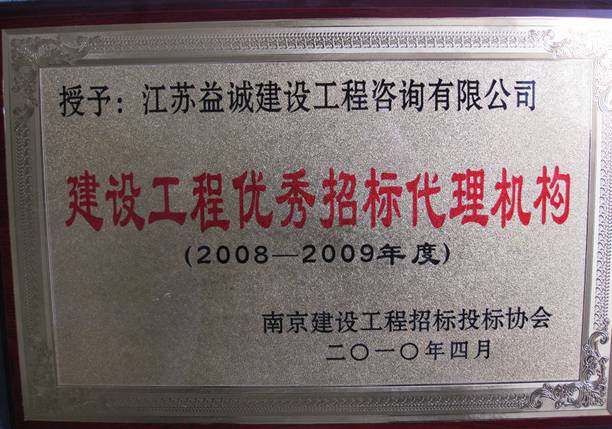 授予：江苏益诚建设工程咨询有限公司
建设工程优秀招标代理机构
(2008—2009年度)
南京建设工程招标投标协会
二〇一〇年四月